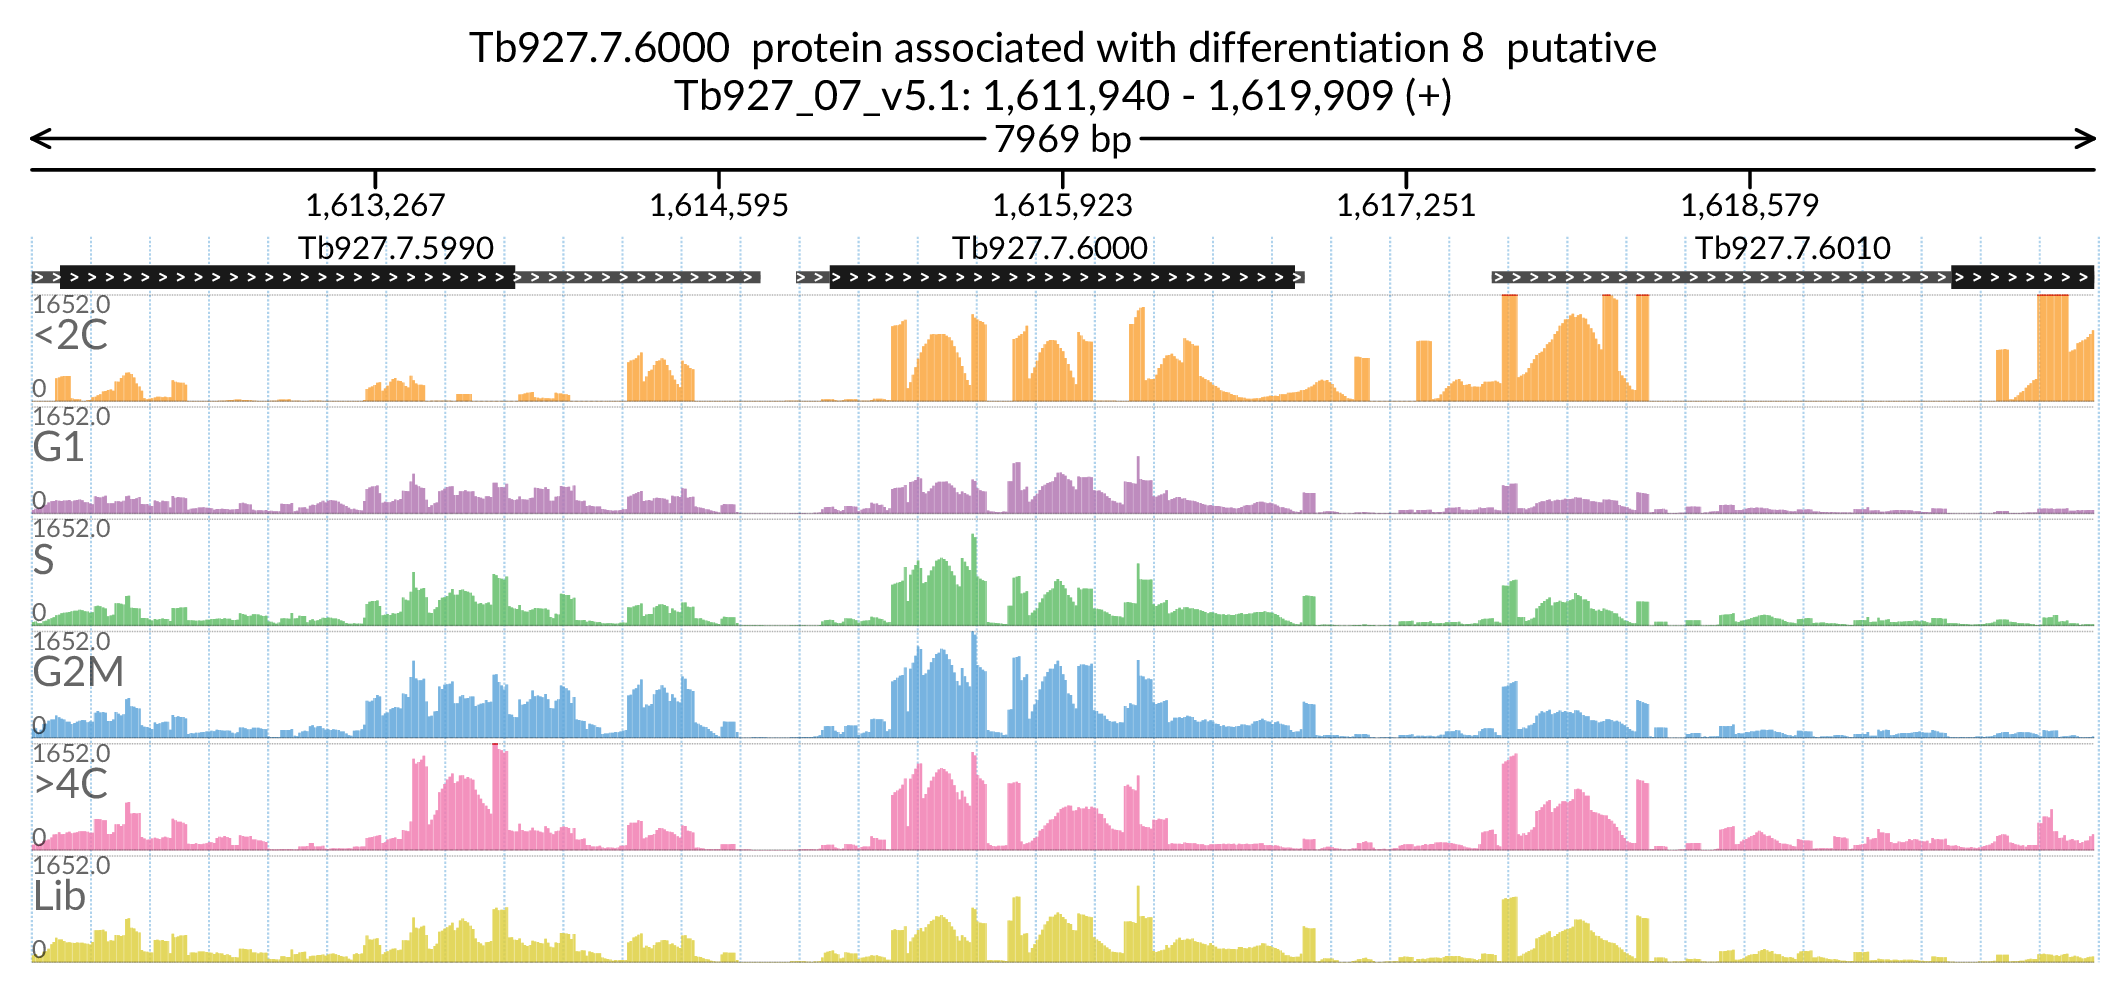 Tb927.7.6000  protein associated with differentiation 8  putative
Tb927_07_v5.1: 1,611,940 - 1,619,909 (+)
7969 bp
1,613,267 1,614,595 1,615,923 1,617,251 1,618,579
Tb927.7.5990 Tb927.7.6000 Tb927.7.6010
1652.0
<2C
0
1652.0
G1
0
1652.0
S
0
1652.0
G2M
0
1652.0
>4C
0
1652.0
Lib
0